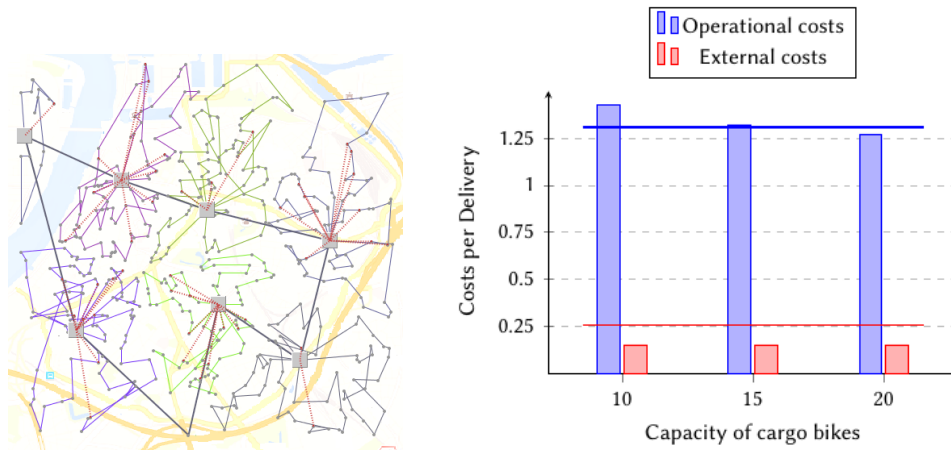 Operational costs
External costs
Costs per Delivery
1.25
1
0.75
0.5
0.25
10
15
20
Capacity of cargo bikes